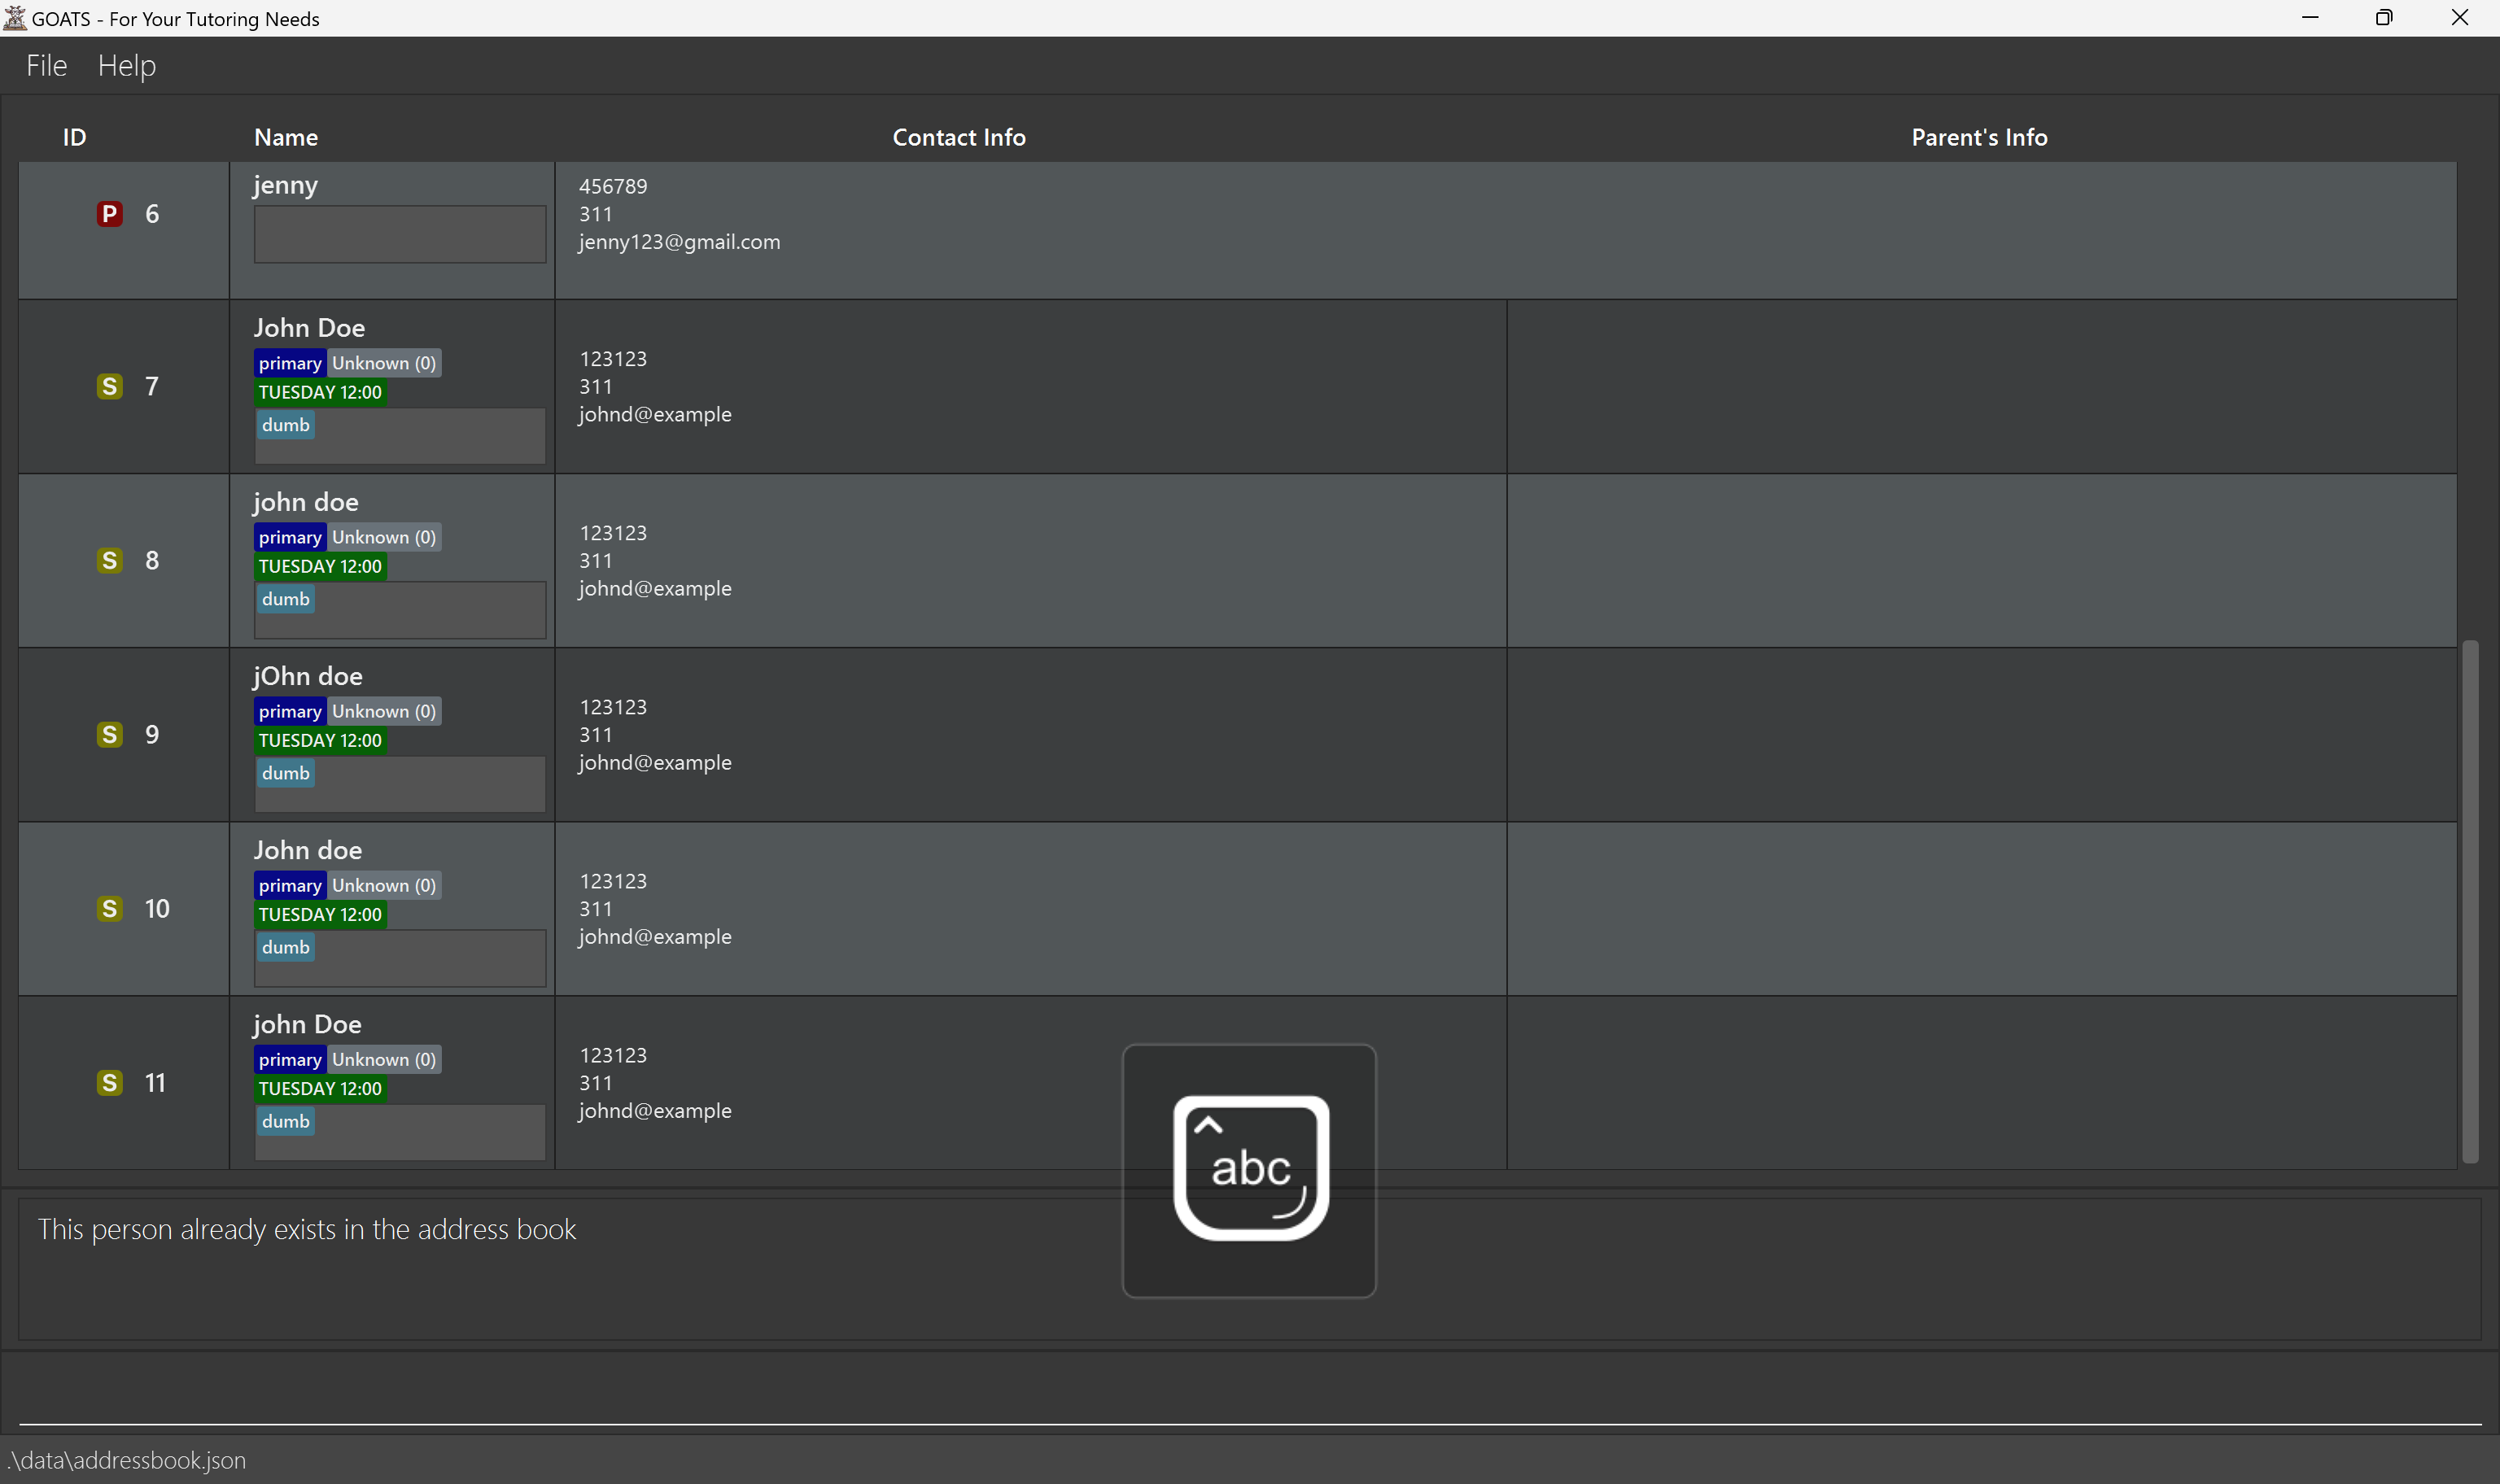 GOATS - For Your Tutoring Needs
File Help
ID Name Contact Info Parent's Info
P 6
jenny
456789
311
jenny123@gmail.com
S 7
John Doe
primary Unknown (0)
TUESDAY 12:00
dumb
123123
311
johnd@example
S 8
john doe
primary Unknown (0)
TUESDAY 12:00
dumb
123123
311
johnd@example
S 9
jOhn doe
primary Unknown (0)
TUESDAY 12:00
dumb
123123
311
johnd@example
S 10
John doe
primary Unknown (0)
TUESDAY 12:00
dumb
123123
311
johnd@example
S 11
john Doe
primary Unknown (0)
TUESDAY 12:00
dumb
123123
311
johnd@example
abc
This person already exists in the address book
.\data\addressbook.json